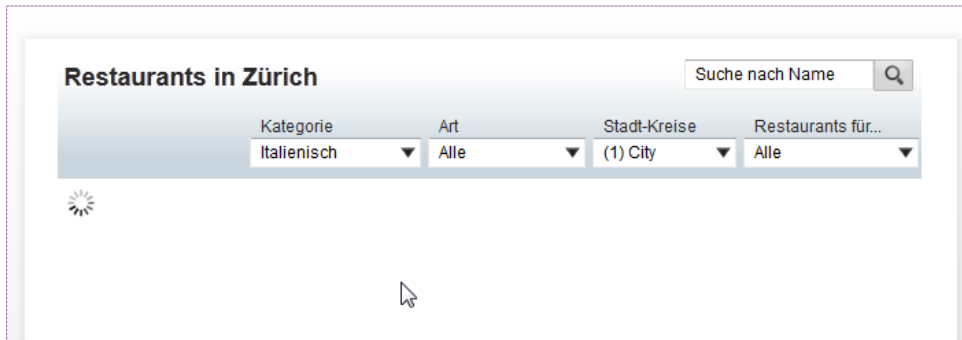 Restaurants in Zürich
Suche nach Name
Kategorie Art Stadt-Kreise Restaurants für...
Italienisch Alle (1) City Alle